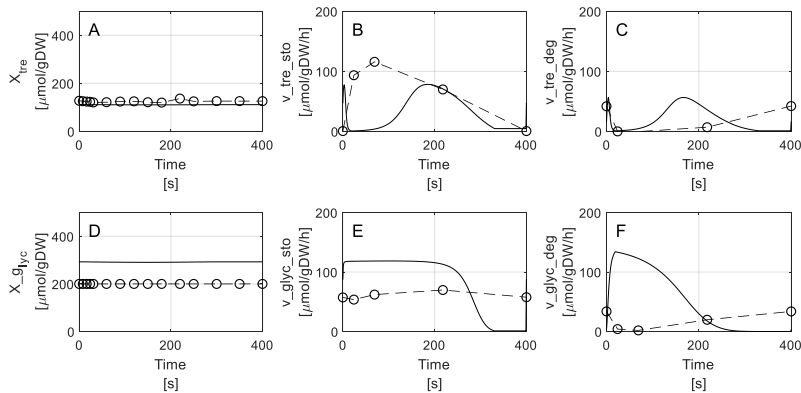 A
X_tre
[μmol/gDW]
400
200
0
0
200
400
Time
[s]
B
v_tre_sto
[μmol/gDW/h]
200
100
0
0
200
400
Time
[s]
C
v_tre_deg
[μmol/gDW/h]
200
100
0
0
200
400
Time
[s]
D
X_glyc
[μmol/gDW]
400
200
0
0
200
400
Time
[s]
E
v_glyc_sto
[μmol/gDW/h]
200
100
0
0
200
400
Time
[s]
F
v_glyc_deg
[μmol/gDW/h]
200
100
0
0
200
400
Time
[s]